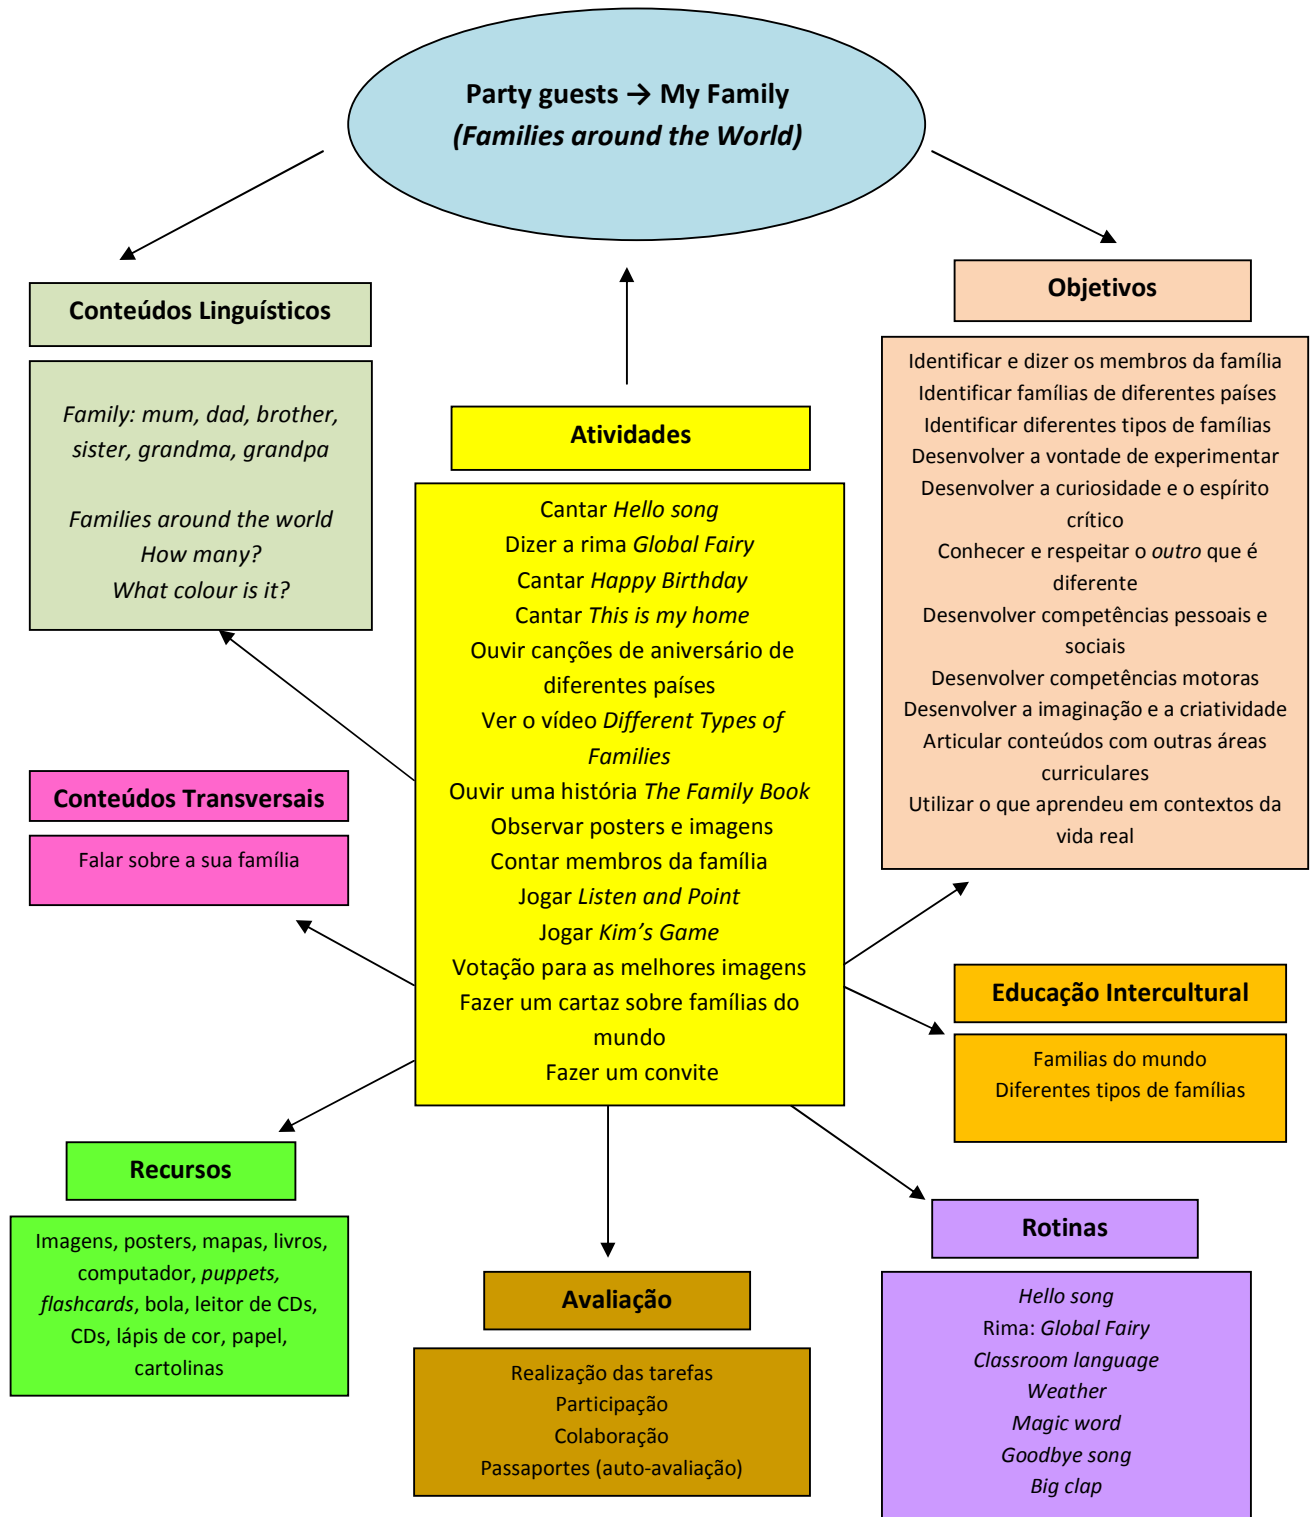 Party guests → My Family
(Families around the World)
Conteúdos Linguísticos
Family: mum, dad, brother,
sister, grandma, grandpa
Families around the world
How many?
What colour is it?
Objetivos
Identificar e dizer os membros da família
Identificar famílias de diferentes países
Identificar diferentes tipos de famílias
Desenvolver a vontade de experimentar
Desenvolver a curiosidade e o espírito
crítico
Conhecer e respeitar o outro que é
diferente
Desenvolver competências pessoais e
sociais
Desenvolver competências motoras
Desenvolver a imaginação e a criatividade
Articular conteúdos com outras áreas
curriculares
Utilizar o que aprendeu em contextos da
vida real
Atividades
Cantar Hello song
Dizer a rima Global Fairy
Cantar Happy Birthday
Cantar This is my home
Ouvir canções de aniversário de
diferentes países
Ver o vídeo Different Types of
Families
Ouvir uma história The Family Book
Observar posters e imagens
Contar membros da família
Jogar Listen and Point
Jogar Kim's Game
Votação para as melhores imagens
Fazer um cartaz sobre famílias do
mundo
Fazer um convite
Conteúdos Transversais
Falar sobre a sua família
Educação Intercultural
Familias do mundo
Diferentes tipos de famílias
Recursos
Imagens, posters, mapas, livros,
computador, puppets,
flashcards, bola, leitor de CDs,
CDs, lápis de cor, papel,
cartolinas
Avaliação
Realização das tarefas
Participação
Colaboração
Passaportes (auto-avaliação)
Rotinas
Hello song
Rima: Global Fairy
Classroom language
Weather
Magic word
Goodbye song
Big clap